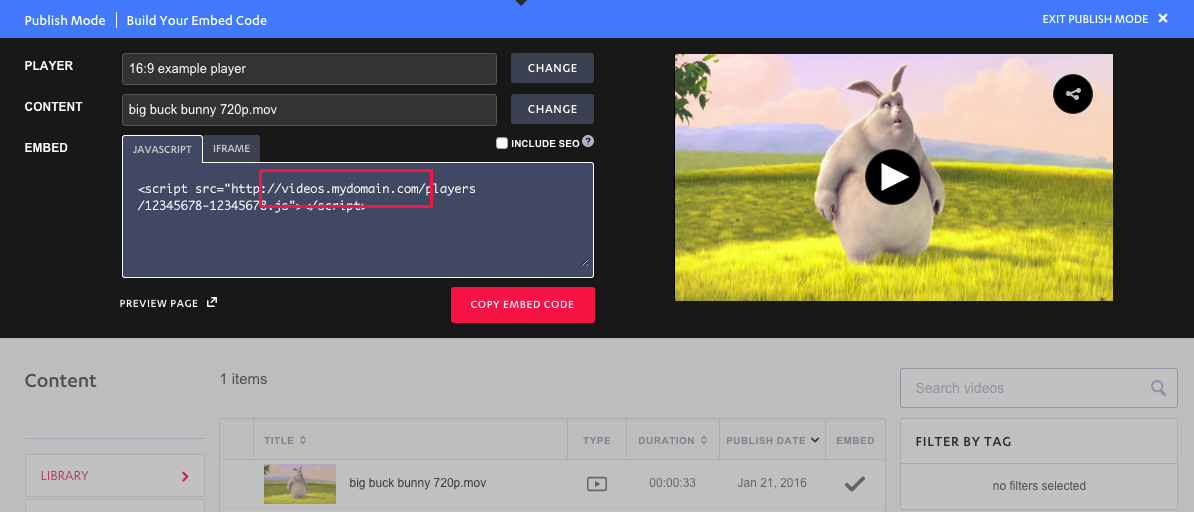 Publish Mode | Build Your Embed Code
EXIT PUBLISH MODE ×
PLAYER
16:9 example player
CHANGE
CONTENT
big buck bunny 720p.mov
CHANGE
EMBED
JAVASCRIPT
IFRAME
INCLUDE SEO ?
<script src="http://videos.mydomain.com/players
/12345678-12345678.js"></script>
PREVIEW PAGE
COPY EMBED CODE
Content
1 items
Search videos
TITLE
TYPE
DURATION
PUBLISH DATE
EMBED
FILTER BY TAG
LIBRARY
big buck bunny 720p.mov
00:00:33
Jan 21, 2016
no filters selected